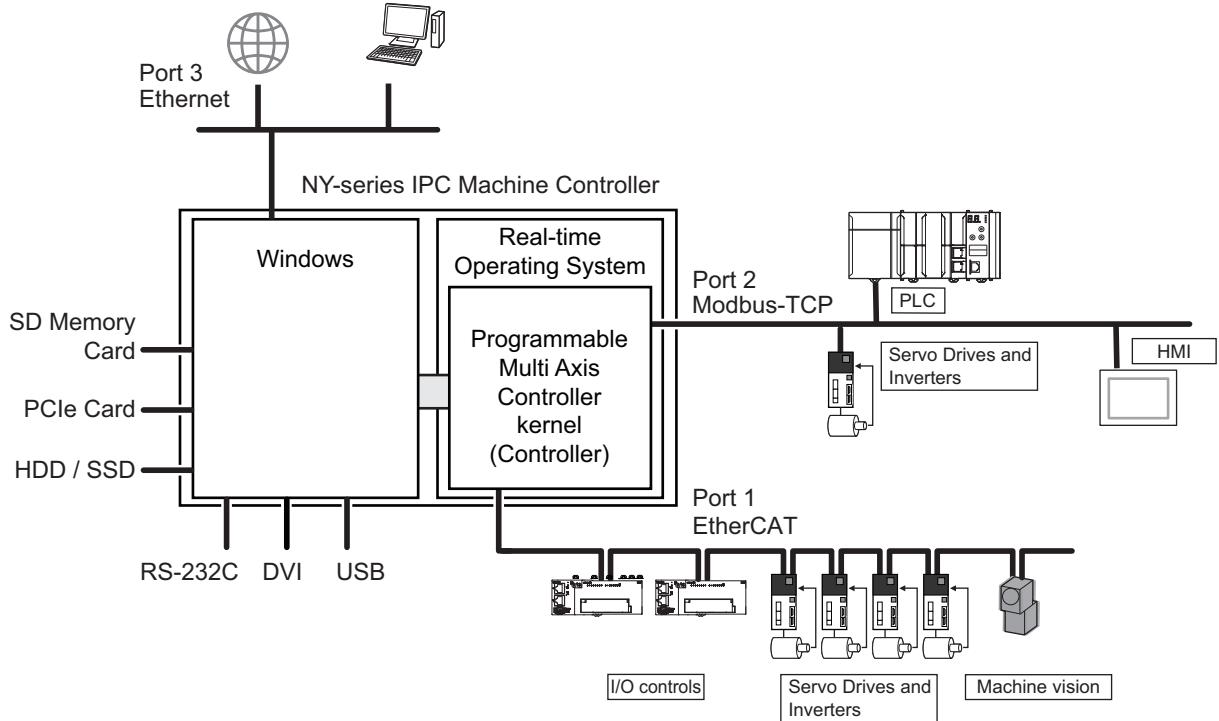 Port 3
Ethernet
NY-series IPC Machine Controller
Windows
Real-time
Operating System
Programmable
Multi Axis
Controller
kernel
(Controller)
SD Memory
Card
PCIe Card
HDD / SSD
RS-232C
DVI
USB
Port 2
Modbus-TCP
PLC
Servo Drives and
Inverters
HMI
Port 1
EtherCAT
I/O controls
Servo Drives and
Inverters
Machine vision